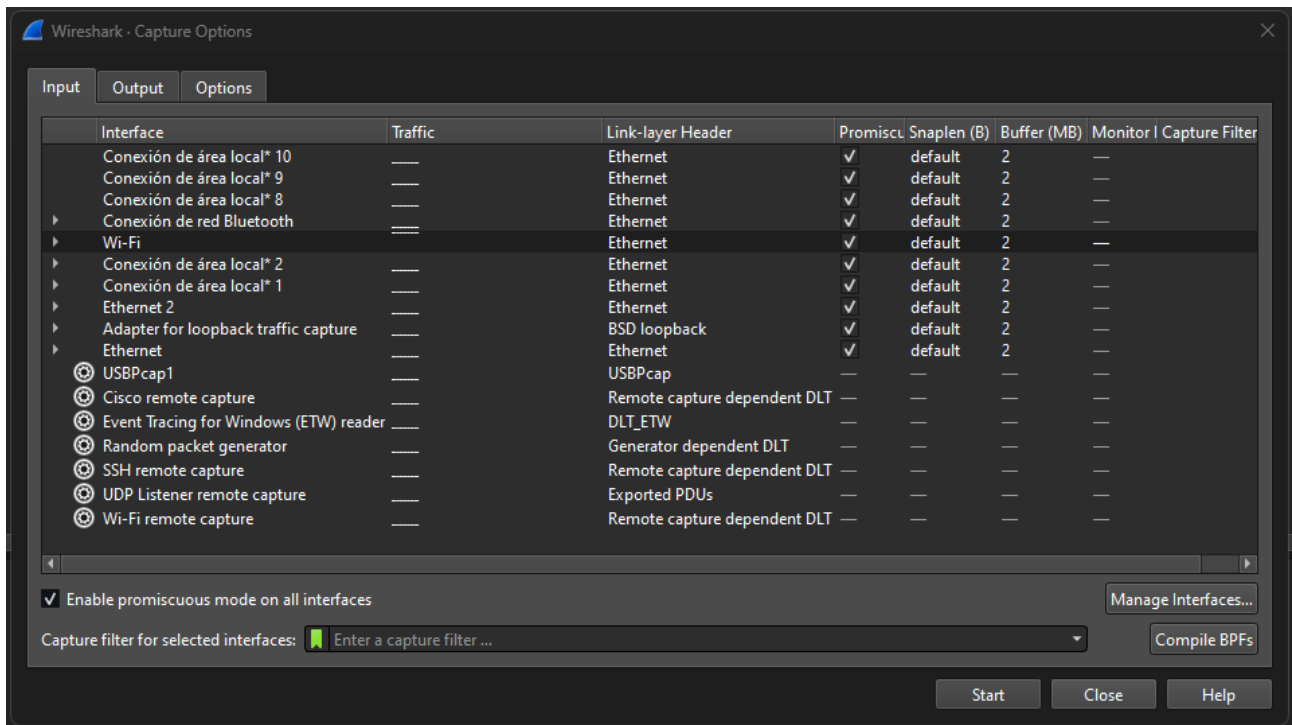 Wireshark · Capture Options
Input Output Options
Interface Traffic Link-layer Header Promiscu Snaplen (B) Buffer (MB) Monitor I Capture Filter
Conexión de área local* 10 Ethernet default 2 —
Conexión de área local* 9 Ethernet default 2 —
Conexión de área local* 8 Ethernet default 2 —
Conexión de red Bluetooth Ethernet default 2 —
Wi-Fi Ethernet default 2 —
Conexión de área local* 2 Ethernet default 2 —
Conexión de área local* 1 Ethernet default 2 —
Ethernet 2 Ethernet default 2 —
Adapter for loopback traffic capture BSD loopback default 2 —
Ethernet Ethernet default 2 —
USBPcap1 USBPcap — — — —
Cisco remote capture Remote capture dependent DLT — — — —
Event Tracing for Windows (ETW) reader DLT_ETW — — — —
Random packet generator Generator dependent DLT — — — —
SSH remote capture Remote capture dependent DLT — — — —
UDP Listener remote capture Exported PDUs — — — —
Wi-Fi remote capture Remote capture dependent DLT — — — —
Enable promiscuous mode on all interfaces Manage Interfaces...
Capture filter for selected interfaces: Enter a capture filter ... Compile BPFs
Start Close Help